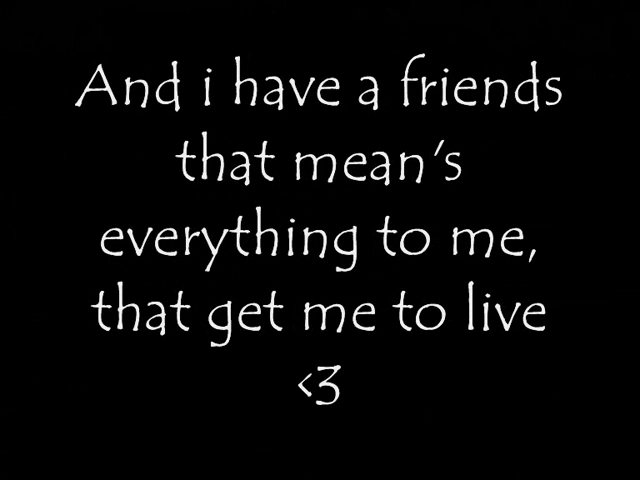 And i have a friends
that mean's
everything to me,
that get me to live
<3